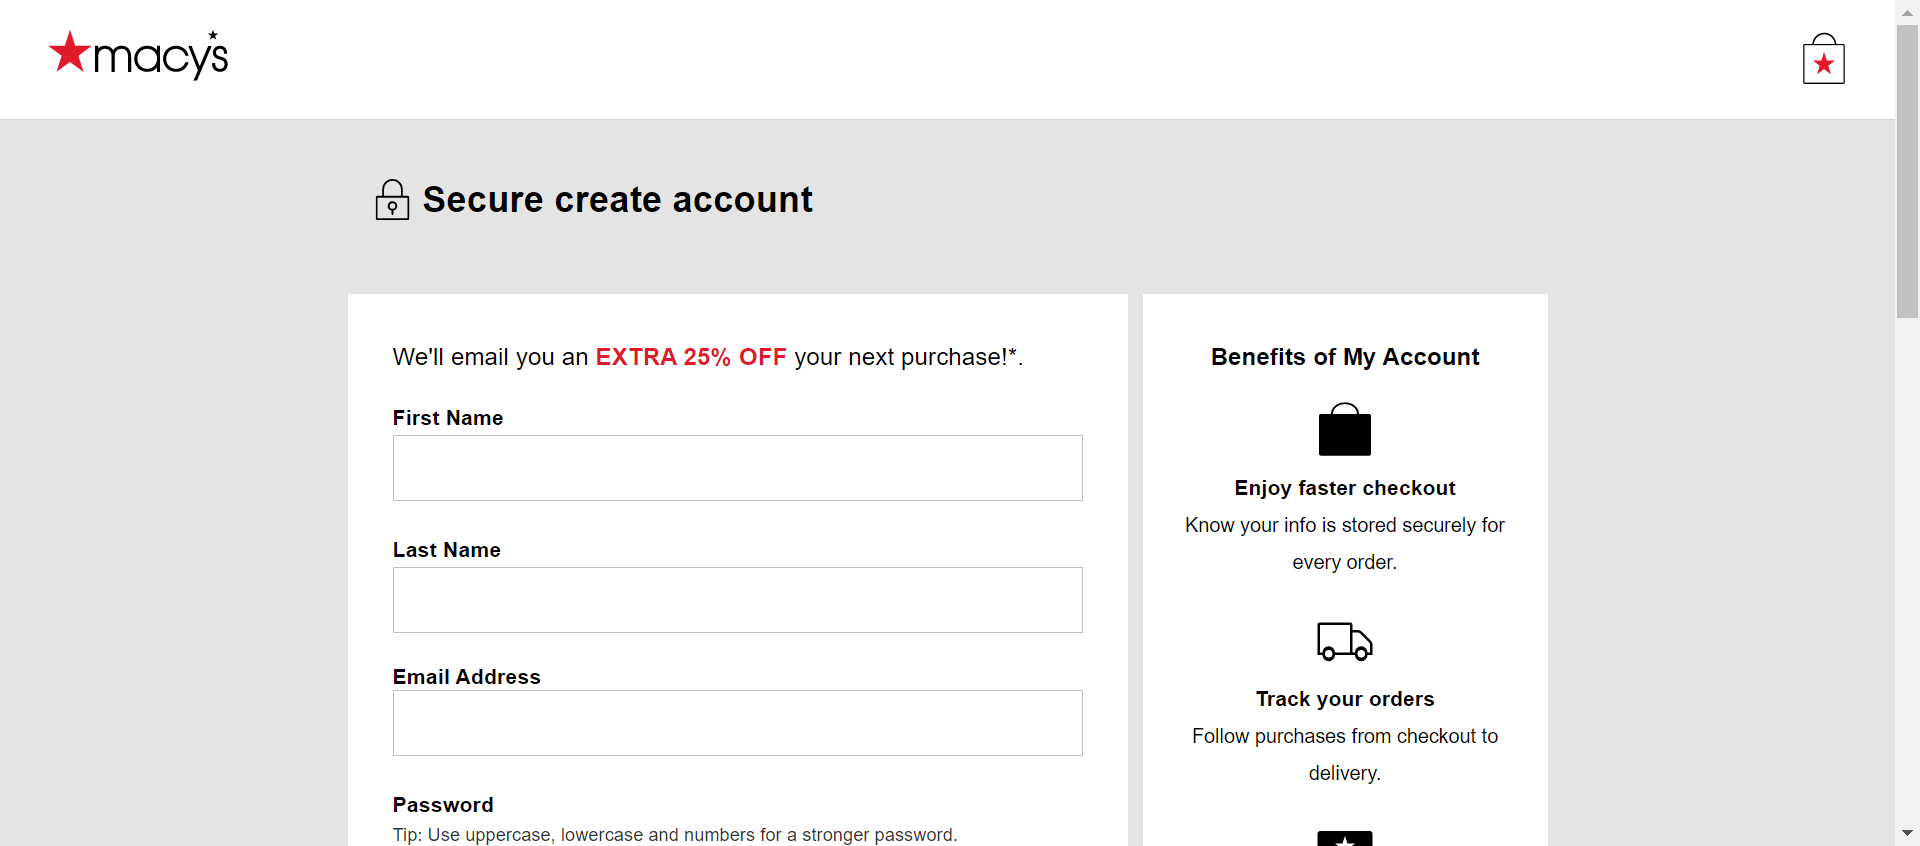 macy's
Secure create account
We'll email you an EXTRA 25% OFF your next purchase!*.
First Name
Last Name
Email Address
Password
Tip: Use uppercase, lowercase and numbers for a stronger password.
Benefits of My Account
Enjoy faster checkout
Know your info is stored securely for
every order.
Track your orders
Follow purchases from checkout to
delivery.